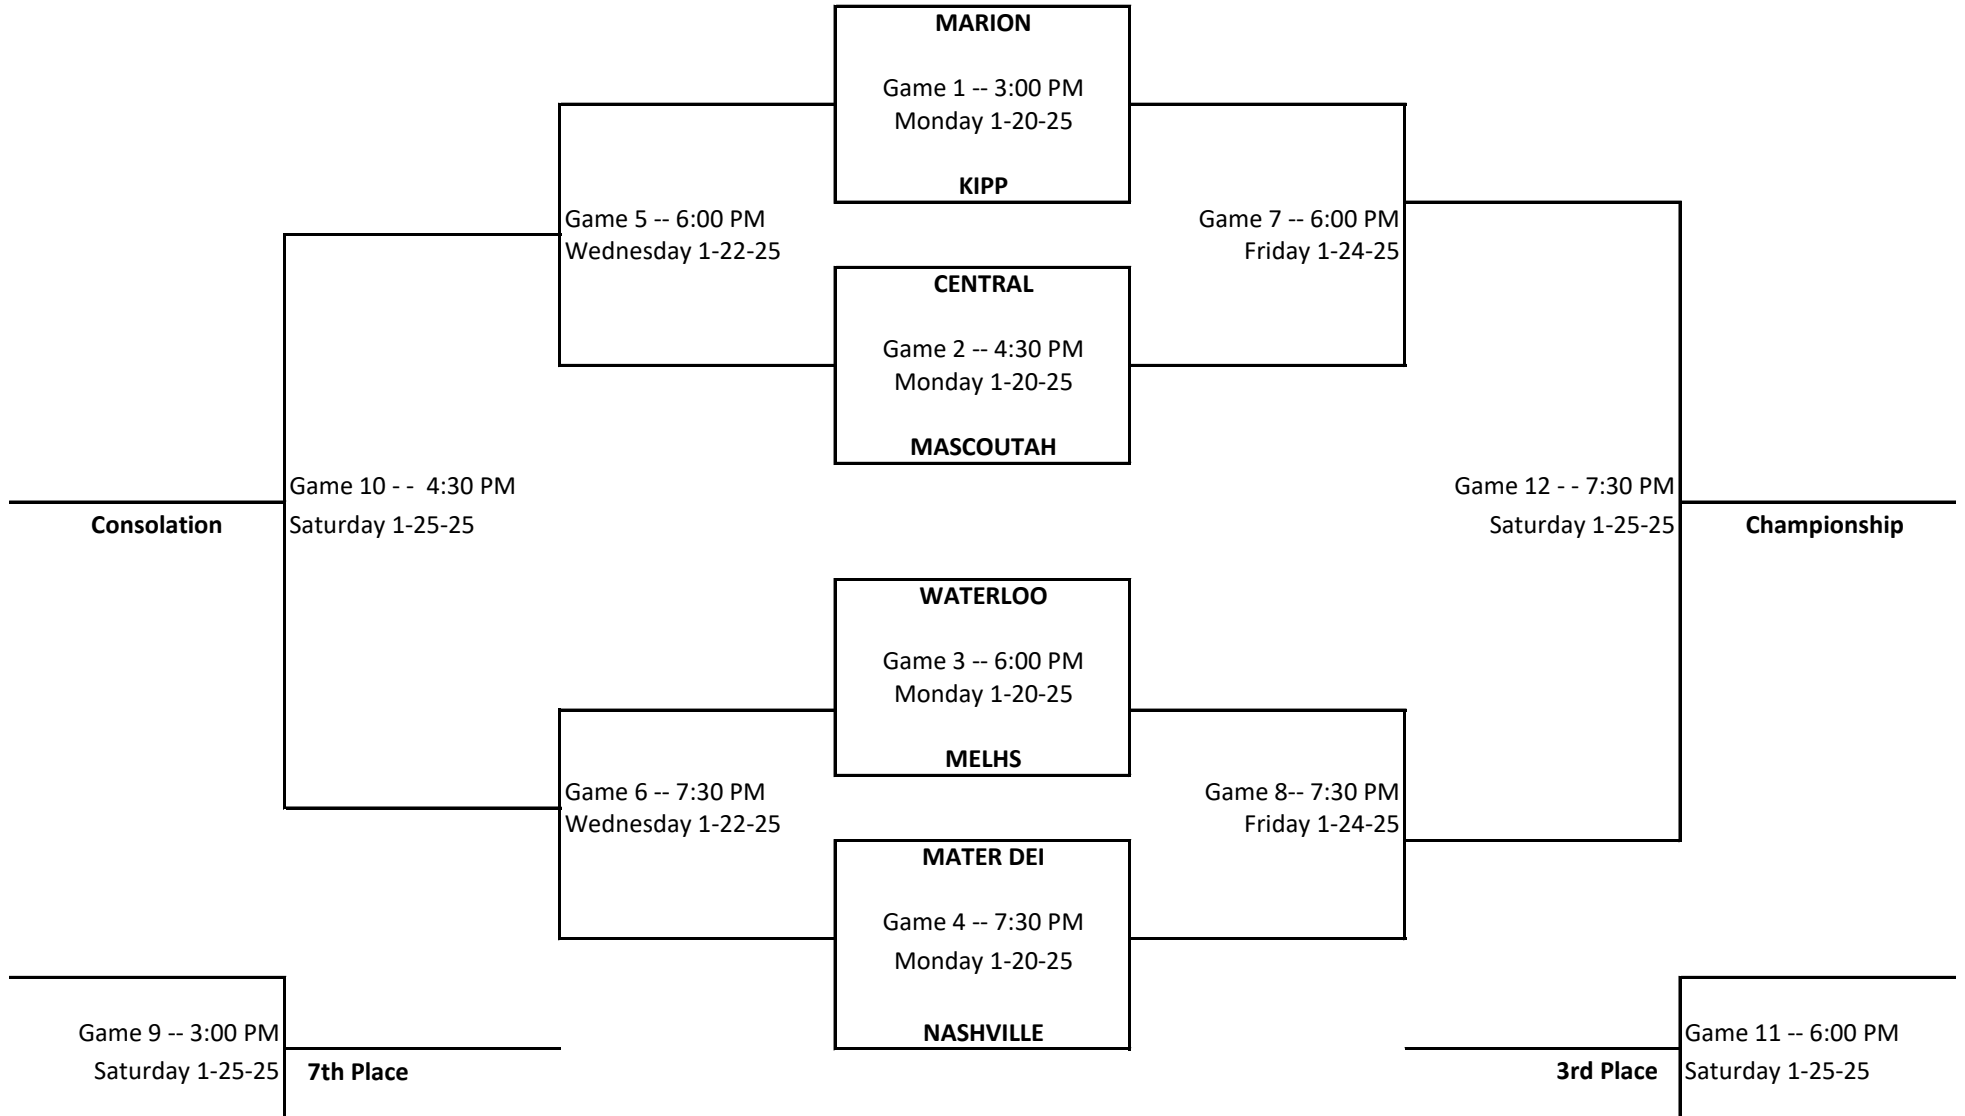 MARION
Game 1 -- 3:00 PM
Monday 1-20-25
KIPP
Game 5 -- 6:00 PM
Wednesday 1-22-25
Game 7 -- 6:00 PM
Friday 1-24-25
CENTRAL
Game 2 -- 4:30 PM
Monday 1-20-25
MASCOUTAH
Game 10 - -  4:30 PM
Saturday 1-25-25
Consolation
Game 12 - - 7:30 PM
Saturday 1-25-25
Championship
WATERLOO
Game 3 -- 6:00 PM
Monday 1-20-25
MELHS
Game 6 -- 7:30 PM
Wednesday 1-22-25
Game 8-- 7:30 PM
Friday 1-24-25
MATER DEI
Game 4 -- 7:30 PM
Monday 1-20-25
NASHVILLE
Game 9 -- 3:00 PM
Saturday 1-25-25
7th Place
3rd Place
Game 11 -- 6:00 PM
Saturday 1-25-25